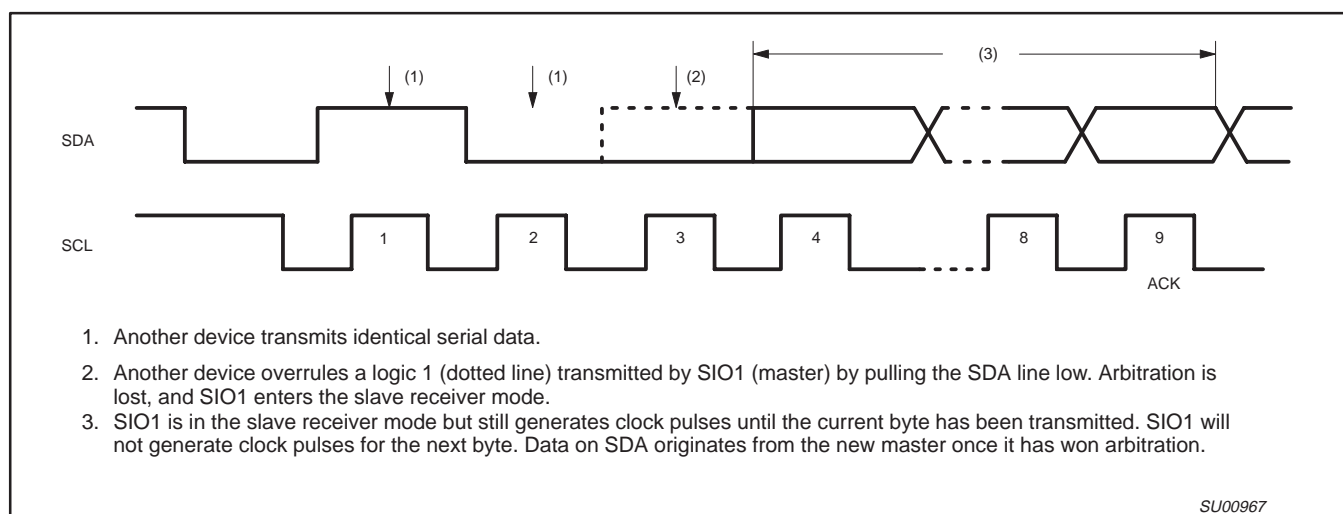 (3)
(1) (1) (2)
SDA
SCL
1 2 3 4 8 9
ACK
1. Another device transmits identical serial data.
2. Another device overrules a logic 1 (dotted line) transmitted by SIO1 (master) by pulling the SDA line low. Arbitration is
lost, and SIO1 enters the slave receiver mode.
3. SIO1 is in the slave receiver mode but still generates clock pulses until the current byte has been transmitted. SIO1 will
not generate clock pulses for the next byte. Data on SDA originates from the new master once it has won arbitration.
SU00967